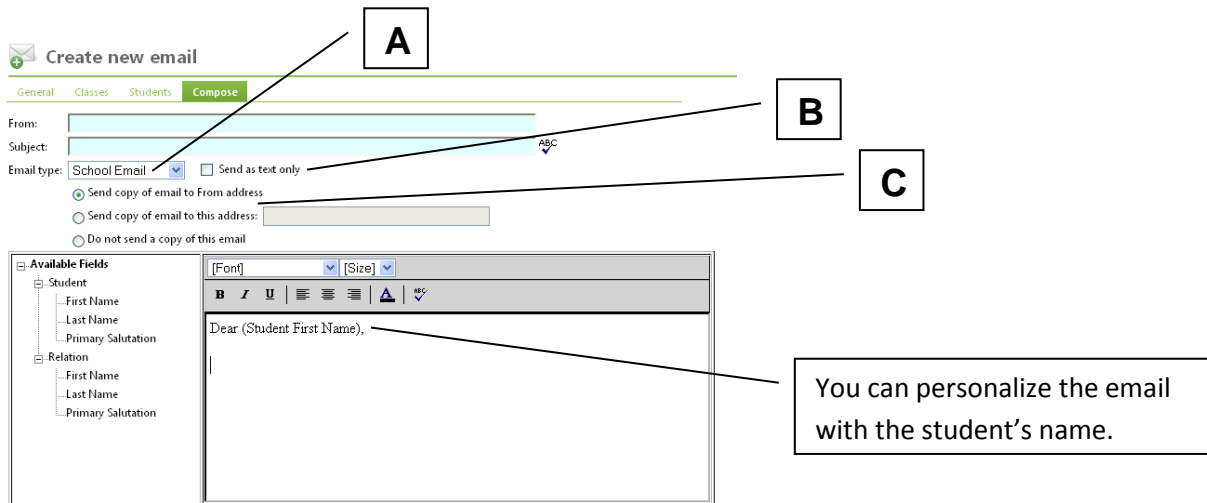 A
Create new email
General Classes Students Compose
B
From:
Subject: ABC
Email type: School Email Send as text only
C
Send copy of email to From address
Send copy of email to this address:
Do not send a copy of this email
Available Fields
Student
First Name
Last Name
Primary Salutation
Relation
First Name
Last Name
Primary Salutation
[Font] [Size]
B I U A ABC
Dear (Student First Name),
You can personalize the email
with the student’s name.